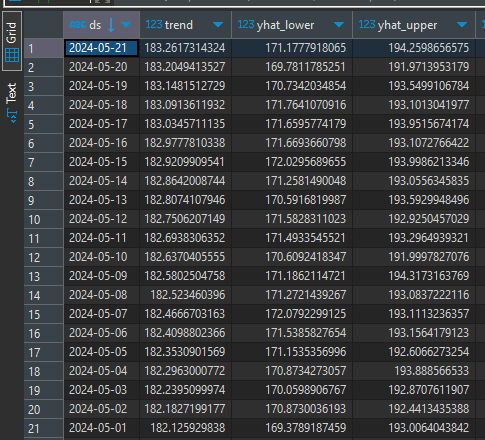 Grid
Text
ds 123 trend 123 yhat_lower 123 yhat_upper
1 2024-05-21 183.2617314324 171.1777918065 194.2598656575
2 2024-05-20 183.2049413527 169.7811785251 191.9713953179
3 2024-05-19 183.1481512729 170.7342034854 193.5499106784
4 2024-05-18 183.0913611932 171.7641070916 193.1013041977
5 2024-05-17 183.0345711135 171.6595774179 193.9515674174
6 2024-05-16 182.9777810338 171.6693660798 193.1072766422
7 2024-05-15 182.9209909541 172.0295689655 193.9986213346
8 2024-05-14 182.8642008744 171.2581490048 193.0556345835
9 2024-05-13 182.8074107946 170.5916819987 193.5929948496
10 2024-05-12 182.7506207149 171.5828311023 192.9250457029
11 2024-05-11 182.6938306352 171.4933545521 193.2964939321
12 2024-05-10 182.6370405555 170.6092418347 191.9997827076
13 2024-05-09 182.5802504758 171.1862114721 194.3173163769
14 2024-05-08 182.523460396 171.2721439267 193.0837222116
15 2024-05-07 182.4666703163 172.0792299125 193.1113236357
16 2024-05-06 182.4098802366 171.5385827654 193.1564179123
17 2024-05-05 182.3530901569 171.1535356996 192.6066273254
18 2024-05-04 182.2963000772 170.8734273057 193.888566533
19 2024-05-03 182.2395099974 170.0598906767 192.8707611907
20 2024-05-02 182.1827199177 170.8730036193 192.4413435388
21 2024-05-01 182.125929838 169.3789187459 193.0064043842